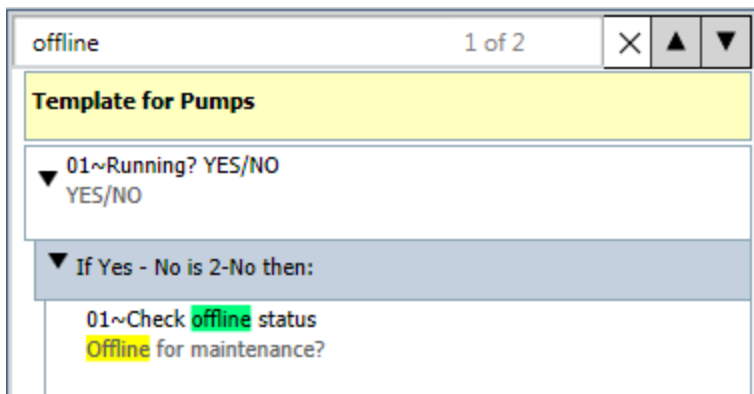 offline 1 of 2
Template for Pumps
01~Running? YES/NO
YES/NO
If Yes - No is 2-No then:
01~Check offline status
Offline for maintenance?